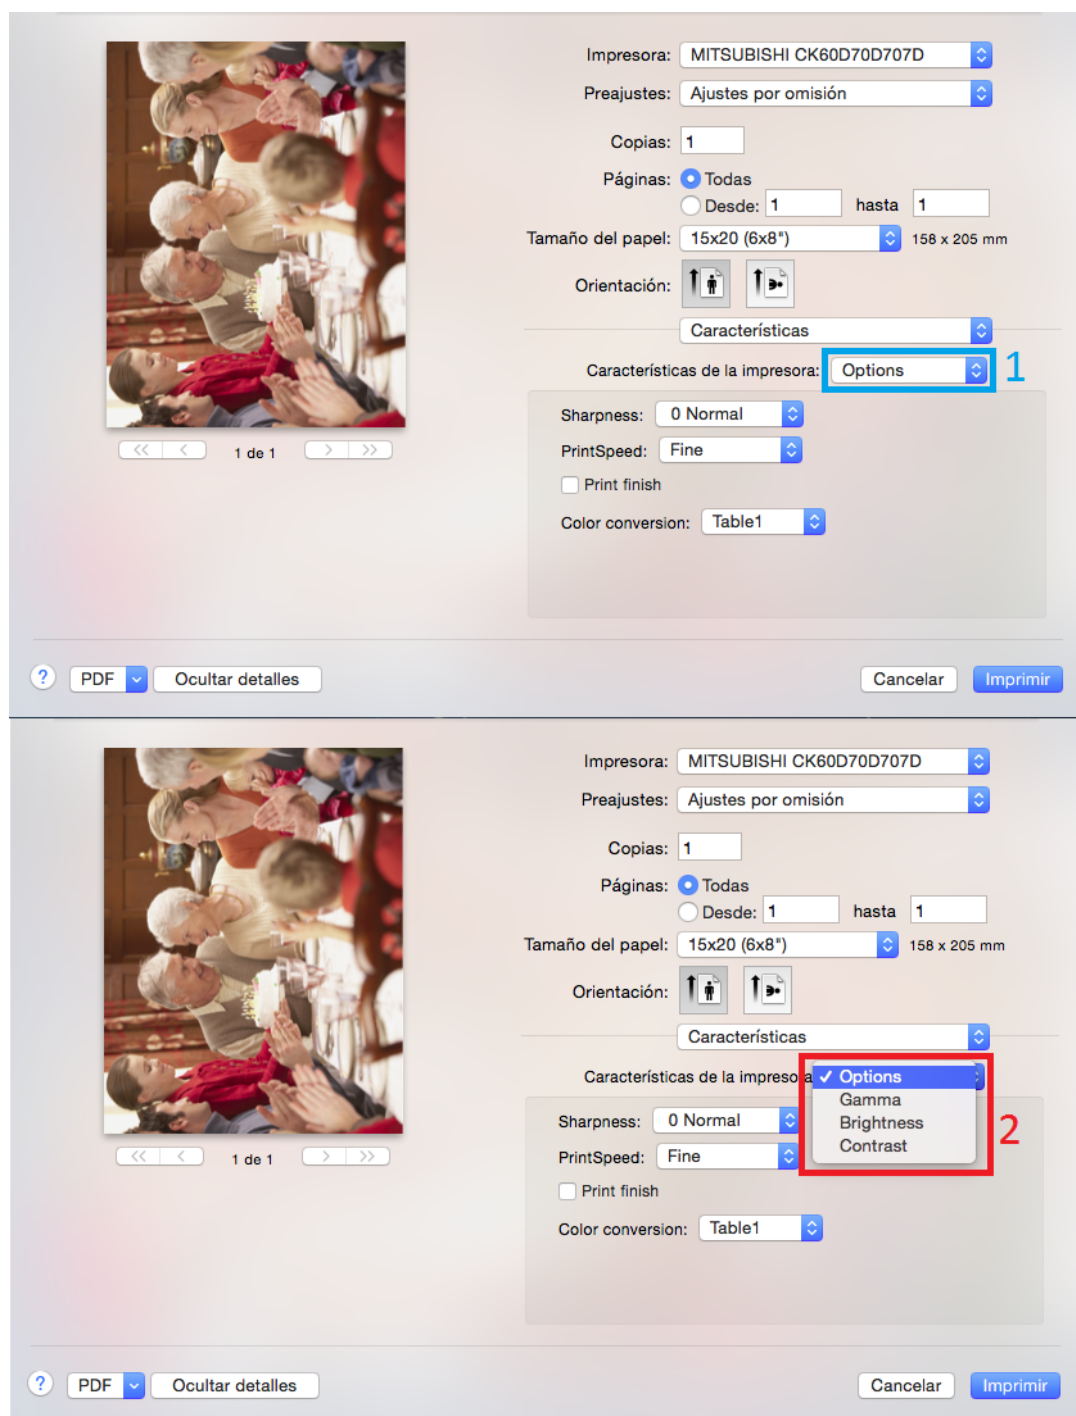 Impresora: MITSUBISHI CK60D70D707D
Preajustes: Ajustes por omisión
Copias: 1
Páginas: Todas
Desde: 1 hasta 1
Tamaño del papel: 15x20 (6x8") 158 x 205 mm
Orientación:
Características
Características de la impresora: Options 1
Sharpness: 0 Normal
PrintSpeed: Fine
Print finish
Color conversion: Table1
<< < 1 de 1 > >>
? PDF Ocultar detalles Cancelar Imprimir
Impresora: MITSUBISHI CK60D70D707D
Preajustes: Ajustes por omisión
Copias: 1
Páginas: Todas
Desde: 1 hasta 1
Tamaño del papel: 15x20 (6x8") 158 x 205 mm
Orientación:
Características
Características de la impresora ✓ Options
Gamma
Brightness
Contrast
2
Sharpness: 0 Normal
PrintSpeed: Fine
Print finish
Color conversion: Table1
<< < 1 de 1 > >>
? PDF Ocultar detalles Cancelar Imprimir